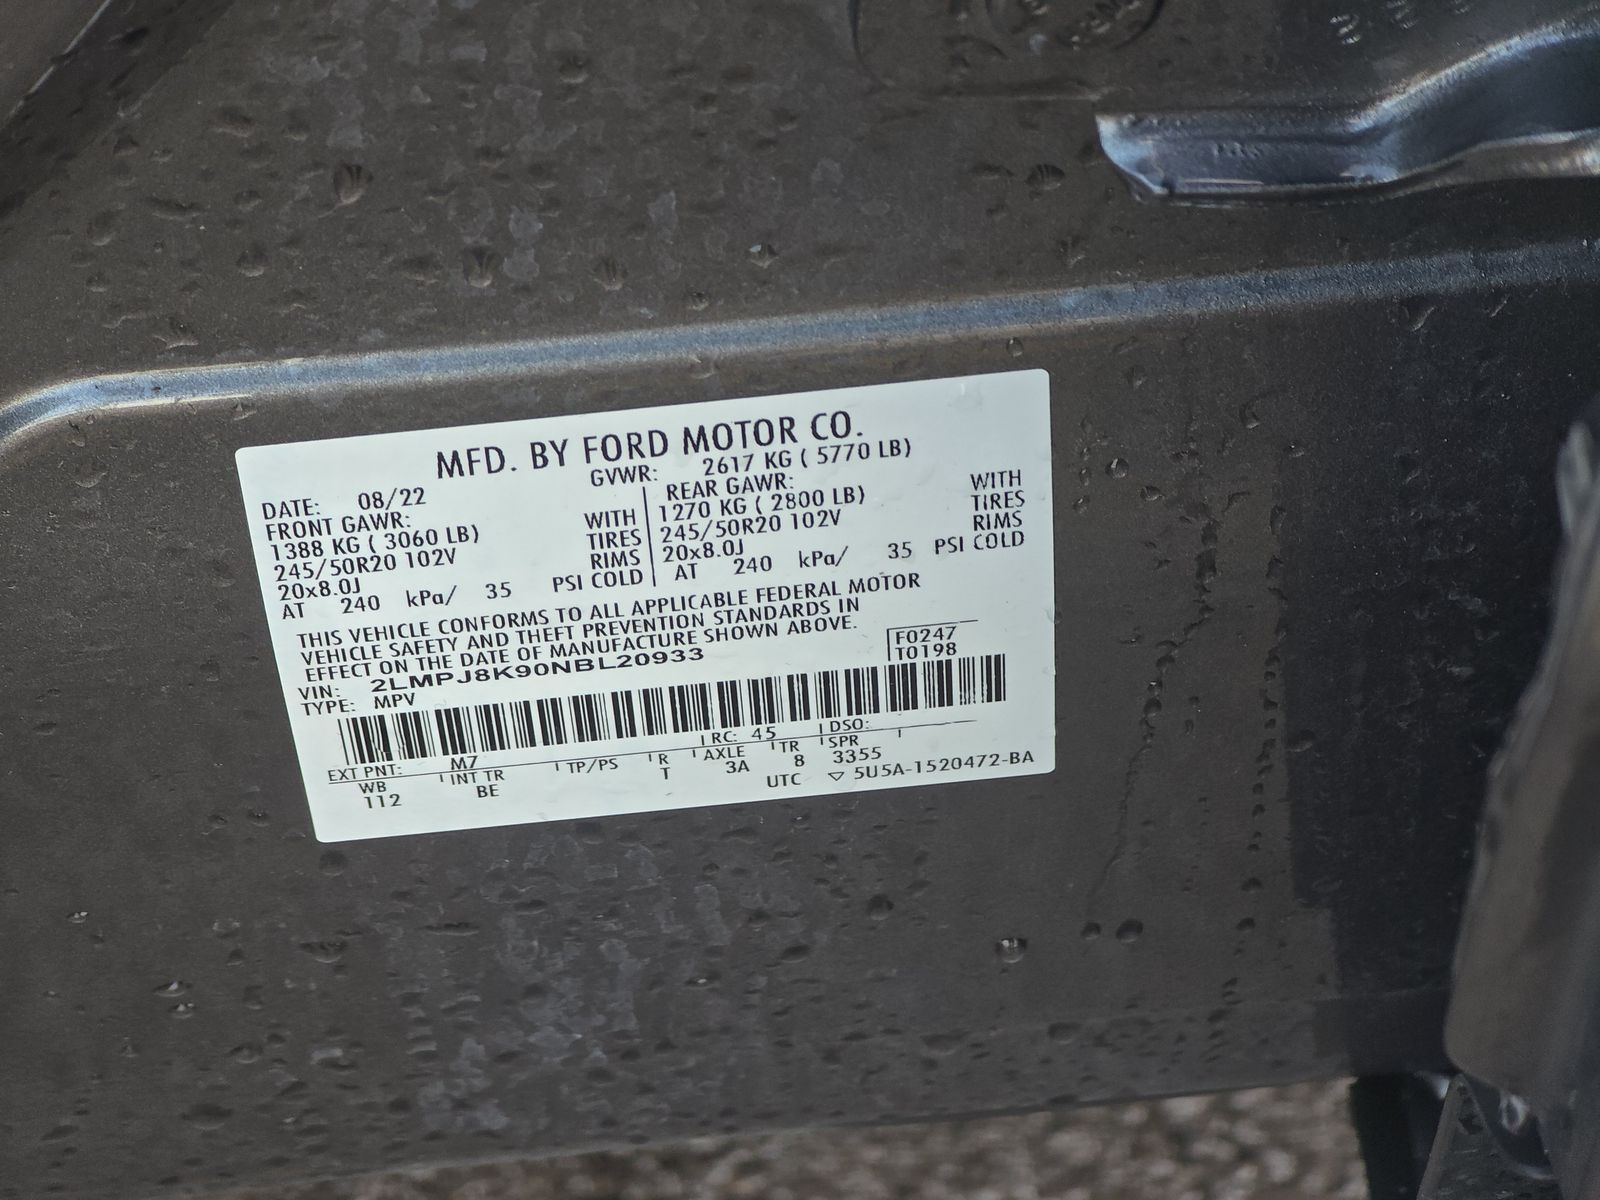 MFD. BY FORD MOTOR CO.
DATE: 08/22 GVWR: 2617 KG ( 5770 LB)
FRONT GAWR: REAR GAWR:
1388 KG ( 3060 LB) WITH 1270 KG ( 2800 LB) WITH
245/50R20 102V TIRES 245/50R20 102V TIRES
20x8.0J RIMS 20x8.0J RIMS
AT 240 kPa/ 35 PSI COLD AT 240 kPa/ 35 PSI COLD
THIS VEHICLE CONFORMS TO ALL APPLICABLE FEDERAL MOTOR
VEHICLE SAFETY AND THEFT PREVENTION STANDARDS IN
EFFECT ON THE DATE OF MANUFACTURE SHOWN ABOVE.
VIN: 2LMPJ8K90NBL20933 F0247
TYPE: MPV T0198
EXT PNT: M7 RC: 45 DSO:
WB INT TR TP/PS R AXLE TR SPR
112 BE T 3A 8 3355
UTC ▽ 5U5A-1520472-BA